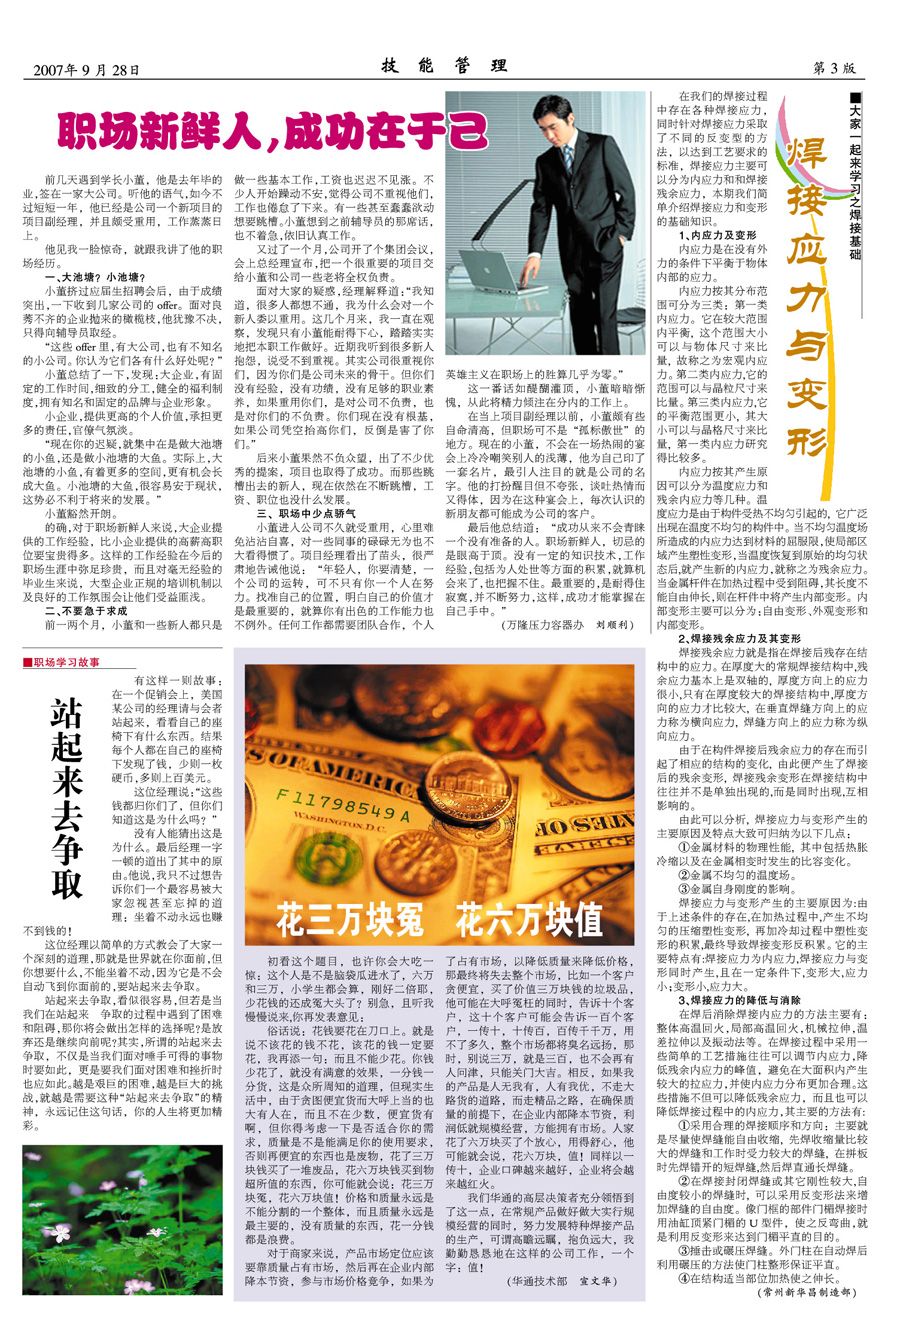 2007年 9 月 28日
技 能 管 理
第 3 版
职场新鲜人,成功在于己
前几天遇到学长小董，他是去年毕的
业,签在一家大公司。听他的语气,如今不
过短短一年，他已经是公司一个新项目的
项目副经理，并且颇受重用，工作蒸蒸日
上。
他见我一脸惊奇，就跟我讲了他的职
场经历。
一、大池塘？小池塘？
小董挤过应届生招聘会后，由于成绩
突出,一下收到几家公司的 offer。面对良
莠不齐的企业抛来的橄榄枝,他犹豫不决,
只得向辅导员取经。
“这些 offer 里,有大公司,也有不知名
的小公司。你认为它们各有什么好处呢？”
小董总结了一下,发现:大企业,有固
定的工作时间,细致的分工,健全的福利制
度,拥有知名和固定的品牌与企业形象。
小企业,提供更高的个人价值,承担更
多的责任,官僚气氛淡。
“现在你的迟疑,就集中在是做大池塘
的小鱼,还是做小池塘的大鱼。实际上,大
池塘的小鱼,有着更多的空间,更有机会长
成大鱼。小池塘的大鱼,很容易安于现状,
这势必不利于将来的发展。”
小董豁然开朗。
的确,对于职场新鲜人来说,大企业提
供的工作经验，比小企业提供的高薪高职
位要宝贵得多。这样的工作经验在今后的
职场生涯中弥足珍贵，而且对毫无经验的
毕业生来说，大型企业正规的培训机制以
及良好的工作氛围会让他们受益匪浅。
二、不要急于求成
前一两个月，小董和一些新人都只是
做一些基本工作,工资也迟迟不见涨。不
少人开始躁动不安,觉得公司不重视他们,
工作也倦怠了下来。有一些甚至蠢蠢欲动
想要跳槽。小董想到之前辅导员的那席话,
也不着急,依旧认真工作。
又过了一个月,公司开了个集团会议,
会上总经理宣布,把一个很重要的项目交
给小董和公司一些老将全权负责。
面对大家的疑惑,经理解释道:“我知
道，很多人都想不通，我为什么会对一个
新人委以重用。这几个月来，我一直在观
察，发现只有小董能耐得下心，踏踏实实
地把本职工作做好。近期我听到很多新人
抱怨，说受不到重视。其实公司很重视你
们，因为你们是公司未来的骨干。但你们
没有经验，没有功绩，没有足够的职业素
养，如果重用你们，是对公司不负责，也
是对你们的不负责。你们现在没有根基，
如果公司凭空抬高你们，反倒是害了你
们。”
后来小董果然不负众望，出了不少优
秀的提案，项目也取得了成功。而那些跳
槽出去的新人，现在依然在不断跳槽，工
资、职位也没什么发展。
三、职场中少点骄气
小董进入公司不久就受重用，心里难
免沾沾自喜，对一些同事的碌碌无为也不
大看得惯了。项目经理看出了苗头，很严
肃地告诫他说：“年轻人，你要清楚，一
个公司的运转，可不只有你一个人在努
力。找准自己的位置，明白自己的价值才
是最重要的，就算你有出色的工作能力也
不例外。任何工作都需要团队合作，个人
英雄主义在职场上的胜算几乎为零。”
这一番话如醍醐灌顶，小董暗暗惭
愧，从此将精力倾注在分内的工作上。
在当上项目副经理以前，小董颇有些
自命清高，但职场可不是“孤标傲世”的
地方。现在的小董，不会在一场热闹的宴
会上冷冷嘲笑别人的浅薄，他为自己印了
一套名片，最引人注目的就是公司的名
字。他的打扮醒目但不夸张，谈吐热情而
又得体，因为在这种宴会上，每次认识的
新朋友都可能成为公司的客户。
最后他总结道：“成功从来不会青睐
一个没有准备的人。职场新鲜人，切忌的
是眼高于顶。没有一定的知识技术,工作
经验,包括为人处世等方面的积累,就算机
会来了,也把握不住。最重要的,是耐得住
寂寞,并不断努力,这样,成功才能掌握在
自己手中。”
(万隆压力容器办 刘顺利)
■大家一起来学习之焊接基础
焊接应力与变形
在我们的焊接过程
中存在各种焊接应力,
同时针对焊接应力采取
了不同的反变型的方
法，以达到工艺要求的
标准，焊接应力主要可
以分为内应力和和焊接
残余应力，本期我们简
单介绍焊接应力和变形
的基础知识。
1、内应力及变形
内应力是在没有外
力的条件下平衡于物体
内部的应力。
内应力按其分布范
围可分为三类：第一类
内应力。它在较大范围
内平衡，这个范围大小
可以与物体尺寸来比
量，故称之为宏观内应
力。第二类内应力,它的
范围可以与晶粒尺寸来
比量。第三类内应力,它
的平衡范围更小，其大
小可以与晶格尺寸来比
量，第一类内应力研究
得比较多。
内应力按其产生原
因可以分为温度应力和
残余内应力等几种。温
度应力是由于构件受热不均匀引起的，它广泛
出现在温度不均匀的构件中。当不均匀温度场
所造成的内应力达到材料的屈服限,使局部区
域产生塑性变形,当温度恢复到原始的均匀状
态后,就产生新的内应力,就称之为残余应力。
当金属杆件在加热过程中受到阻碍,其长度不
能自由伸长,则在杆件中将产生内部变形。内
部变形主要可以分为:自由变形、外观变形和
内部变形。
2、焊接残余应力及其变形
焊接残余应力就是指在焊接后残存在结
构中的应力。在厚度大的常规焊接结构中,残
余应力基本上是双轴的，厚度方向上的应力
很小,只有在厚度较大的焊接结构中,厚度方
向的应力才比较大，在垂直焊缝方向上的应
力称为横向应力，焊缝方向上的应力称为纵
向应力。
由于在构件焊接后残余应力的存在而引
起了相应的结构的变化，由此便产生了焊接
后的残余变形，焊接残余变形在焊接结构中
往往并不是单独出现的,而是同时出现,互相
影响的。
由此可以分析，焊接应力与变形产生的
主要原因及特点大致可归纳为以下几点：
①金属材料的物理性能，其中包括热胀
冷缩以及在金属相变时发生的比容变化。
②金属不均匀的温度场。
③金属自身刚度的影响。
焊接应力与变形产生的主要原因为:由
于上述条件的存在,在加热过程中,产生不均
匀的压缩塑性变形，再加冷却过程中塑性变
形的积累,最终导致焊接变形反积累。它的主
要特点有:焊接应力为内应力,焊接应力与变
形同时产生,且在一定条件下,变形大,应力
小;变形小,应力大。
3、焊接应力的降低与消除
在焊后消除焊接内应力的方法主要有：
整体高温回火,局部高温回火,机械拉伸,温
差拉伸以及振动法等。在焊接过程中采用一
些简单的工艺措施往往可以调节内应力,降
低残余内应力的峰值，避免在大面积内产生
较大的拉应力,并使内应力分布更加合理。这
些措施不但可以降低残余应力，而且也可以
降低焊接过程中的内应力,其主要的方法有:
①采用合理的焊接顺序和方向：主要就
是尽量使焊缝能自由收缩，先焊收缩量比较
大的焊缝和工作时受力较大的焊缝，在拼板
时先焊错开的短焊缝,然后焊直通长焊缝。
②在焊接封闭焊缝或其它刚性较大,自
由度较小的焊缝时，可以采用反变形法来增
加焊缝的自由度。像门框的部件门楣焊接时
用油缸顶紧门楣的 U 型件，使之反弯曲,就
是利用反变形来达到门楣平直的目的。
③捶击或碾压焊缝。外门柱在自动焊后
利用碾压的方法使门柱整形保证平直。
④在结构适当部位加热使之伸长。
(常州新华昌制造部)
■职场学习故事
站起来去争取
有这样一则故事：
在一个促销会上，美国
某公司的经理请与会者
站起来，看看自己的座
椅下有什么东西。结果
每个人都在自己的座椅
下发现了钱，少则一枚
硬币,多则上百美元。
这位经理说:“这些
钱都归你们了，但你们
知道这是为什么吗？”
没有人能猜出这是
为什么。最后经理一字
一顿的道出了其中的原
由。他说,我只不过想告
诉你们一个最容易被大
家忽视甚至忘掉的道
理：坐着不动永远也赚
不到钱的!
这位经理以简单的方式教会了大家一
个深刻的道理,那就是世界就在你面前,但
你想要什么,不能坐着不动,因为它是不会
自动飞到你面前的,要站起来去争取。
站起来去争取,看似很容易,但若是当
我们在站起来 争取的过程中遇到了困难
和阻碍,那你将会做出怎样的选择呢?是放
弃还是继续向前呢?其实,所谓的站起来去
争取，不仅是当我们面对唾手可得的事物
时要如此，更是要我们面对困难和挫折时
也应如此。越是艰巨的困难,越是巨大的挑
战,就越是需要这种“站起来去争取”的精
神，永远记住这句话，你的人生将更加精
彩。
F11798549A
WASHINGTON,D.C.
花三万块冤 花六万块值
初看这个题目，也许你会大吃一
惊：这个人是不是脑袋瓜进水了，六万
和三万，小学生都会算，刚好二倍耶，
少花钱的还成冤大头了？别急，且听我
慢慢说来,你再发表意见：
俗话说：花钱要花在刀口上。就是
说不该花的钱不花，该花的钱一定要
花，我再添一句：而且不能少花。你钱
少花了，就没有满意的效果，一分钱一
分货，这是众所周知的道理，但现实生
活中，由于贪图便宜货而大呼上当的也
大有人在，而且不在少数，便宜货有
啊，但你得考虑一下是否适合你的需
求，质量是不是能满足你的使用要求，
否则再便宜的东西也是废物，花了三万
块钱买了一堆废品，花六万块钱买到物
超所值的东西，你可能就会说：花三万
块冤，花六万块值！价格和质量永远是
不能分割的一个整体，而且质量永远是
最主要的，没有质量的东西，花一分钱
都是浪费。
对于商家来说，产品市场定位应该
要靠质量占有市场，然后再在企业内部
降本节资，参与市场价格竞争，如果为
了占有市场，以降低质量来降低价格，
那最终将失去整个市场，比如一个客户
贪便宜，买了价值三万块钱的垃圾品，
他可能在大呼冤枉的同时，告诉十个客
户，这十个客户可能会告诉一百个客
户，一传十，十传百，百传千千万，用
不了多久，整个市场都将臭名远扬，那
时，别说三万，就是三百，也不会再有
人问津，只能关门大吉。相反，如果我
的产品是人无我有，人有我优，不走大
路货的道路，而走精品之路，在确保质
量的前提下，在企业内部降本节资，利
润低就规模经营，方能拥有市场。人家
花了六万块买了个放心，用得舒心，他
可能就会说，花六万块，值！同样以一
传十，企业口碑越来越好，企业将会越
来越红火。
我们华通的高层决策者充分领悟到
了这一点，在常规产品做好做大实行规
模经营的同时，努力发展特种焊接产品
的生产，可谓高瞻远瞩，抱负远大，我
勤勤恳恳地在这样的公司工作，一个
字：值！
(华通技术部 宣文华)